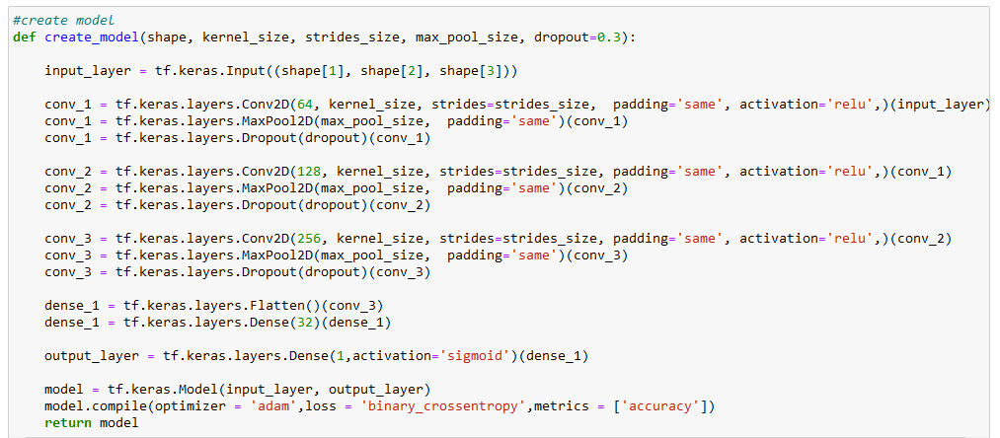 #create model
def create_model(shape, kernel_size, strides_size, max_pool_size, dropout=0.3):
    input_layer = tf.keras.Input((shape[1], shape[2], shape[3]))
    conv_1 = tf.keras.layers.Conv2D(64, kernel_size, strides=strides_size,  padding='same', activation='relu',)(input_layer)
    conv_1 = tf.keras.layers.MaxPool2D(max_pool_size,  padding='same')(conv_1)
    conv_1 = tf.keras.layers.Dropout(dropout)(conv_1)
    conv_2 = tf.keras.layers.Conv2D(128, kernel_size, strides=strides_size, padding='same', activation='relu',)(conv_1)
    conv_2 = tf.keras.layers.MaxPool2D(max_pool_size,  padding='same')(conv_2)
    conv_2 = tf.keras.layers.Dropout(dropout)(conv_2)
    conv_3 = tf.keras.layers.Conv2D(256, kernel_size, strides=strides_size, padding='same', activation='relu',)(conv_2)
    conv_3 = tf.keras.layers.MaxPool2D(max_pool_size,  padding='same')(conv_3)
    conv_3 = tf.keras.layers.Dropout(dropout)(conv_3)
    dense_1 = tf.keras.layers.Flatten()(conv_3)
    dense_1 = tf.keras.layers.Dense(32)(dense_1)
    output_layer = tf.keras.layers.Dense(1,activation='sigmoid')(dense_1)
    model = tf.keras.Model(input_layer, output_layer)
    model.compile(optimizer = 'adam',loss = 'binary_crossentropy',metrics = ['accuracy'])
    return model